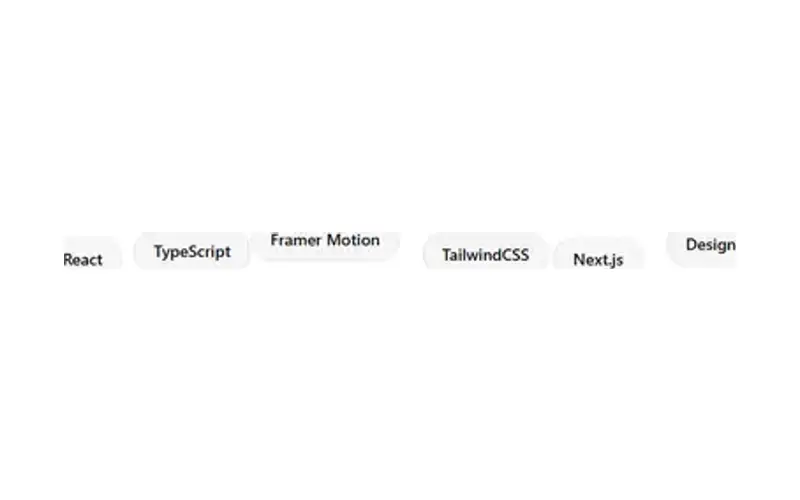 React
TypeScript
Framer Motion
TailwindCSS
Next.js
Design